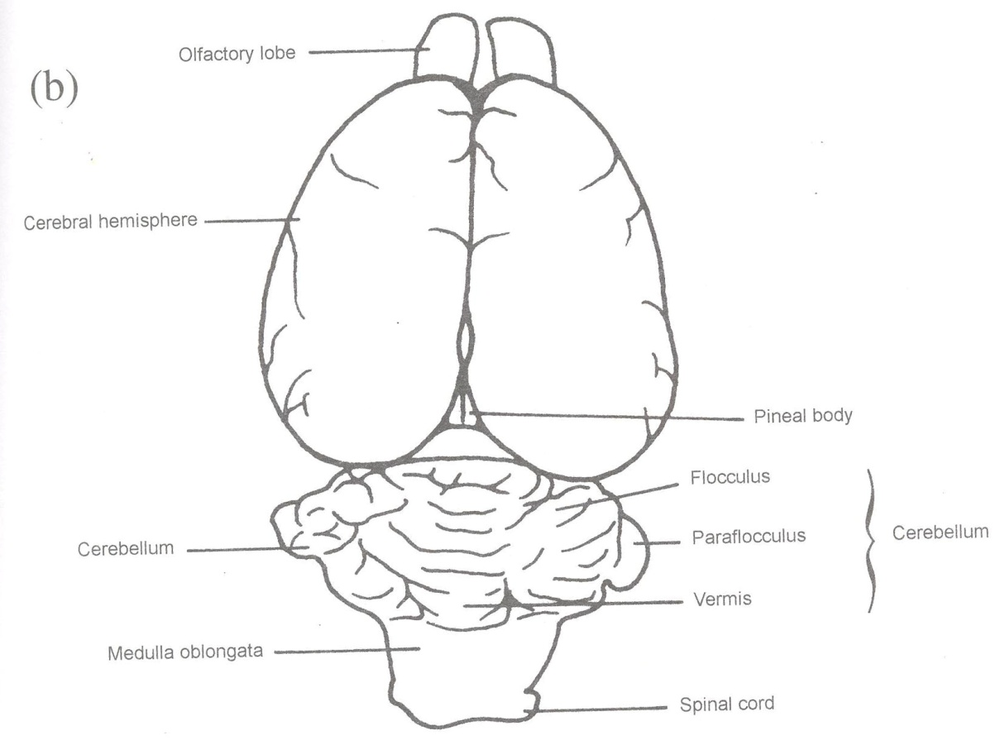 Olfactory lobe
(b)
Cerebral hemisphere
Pineal body
Flocculus
Cerebellum
Paraflocculus
Cerebellum
Vermis
Medulla oblongata
Spinal cord